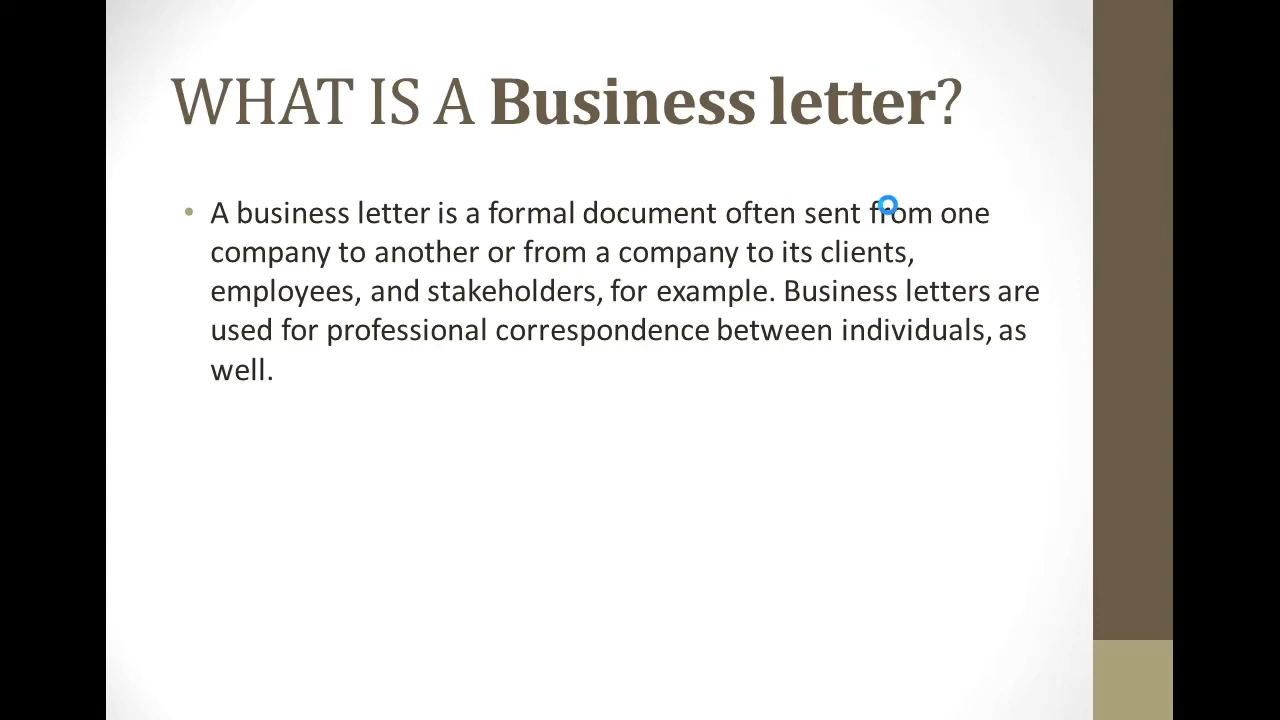 WHAT IS A Business letter?
• A business letter is a formal document often sent from one
company to another or from a company to its clients,
employees, and stakeholders, for example. Business letters are
used for professional correspondence between individuals, as
well.